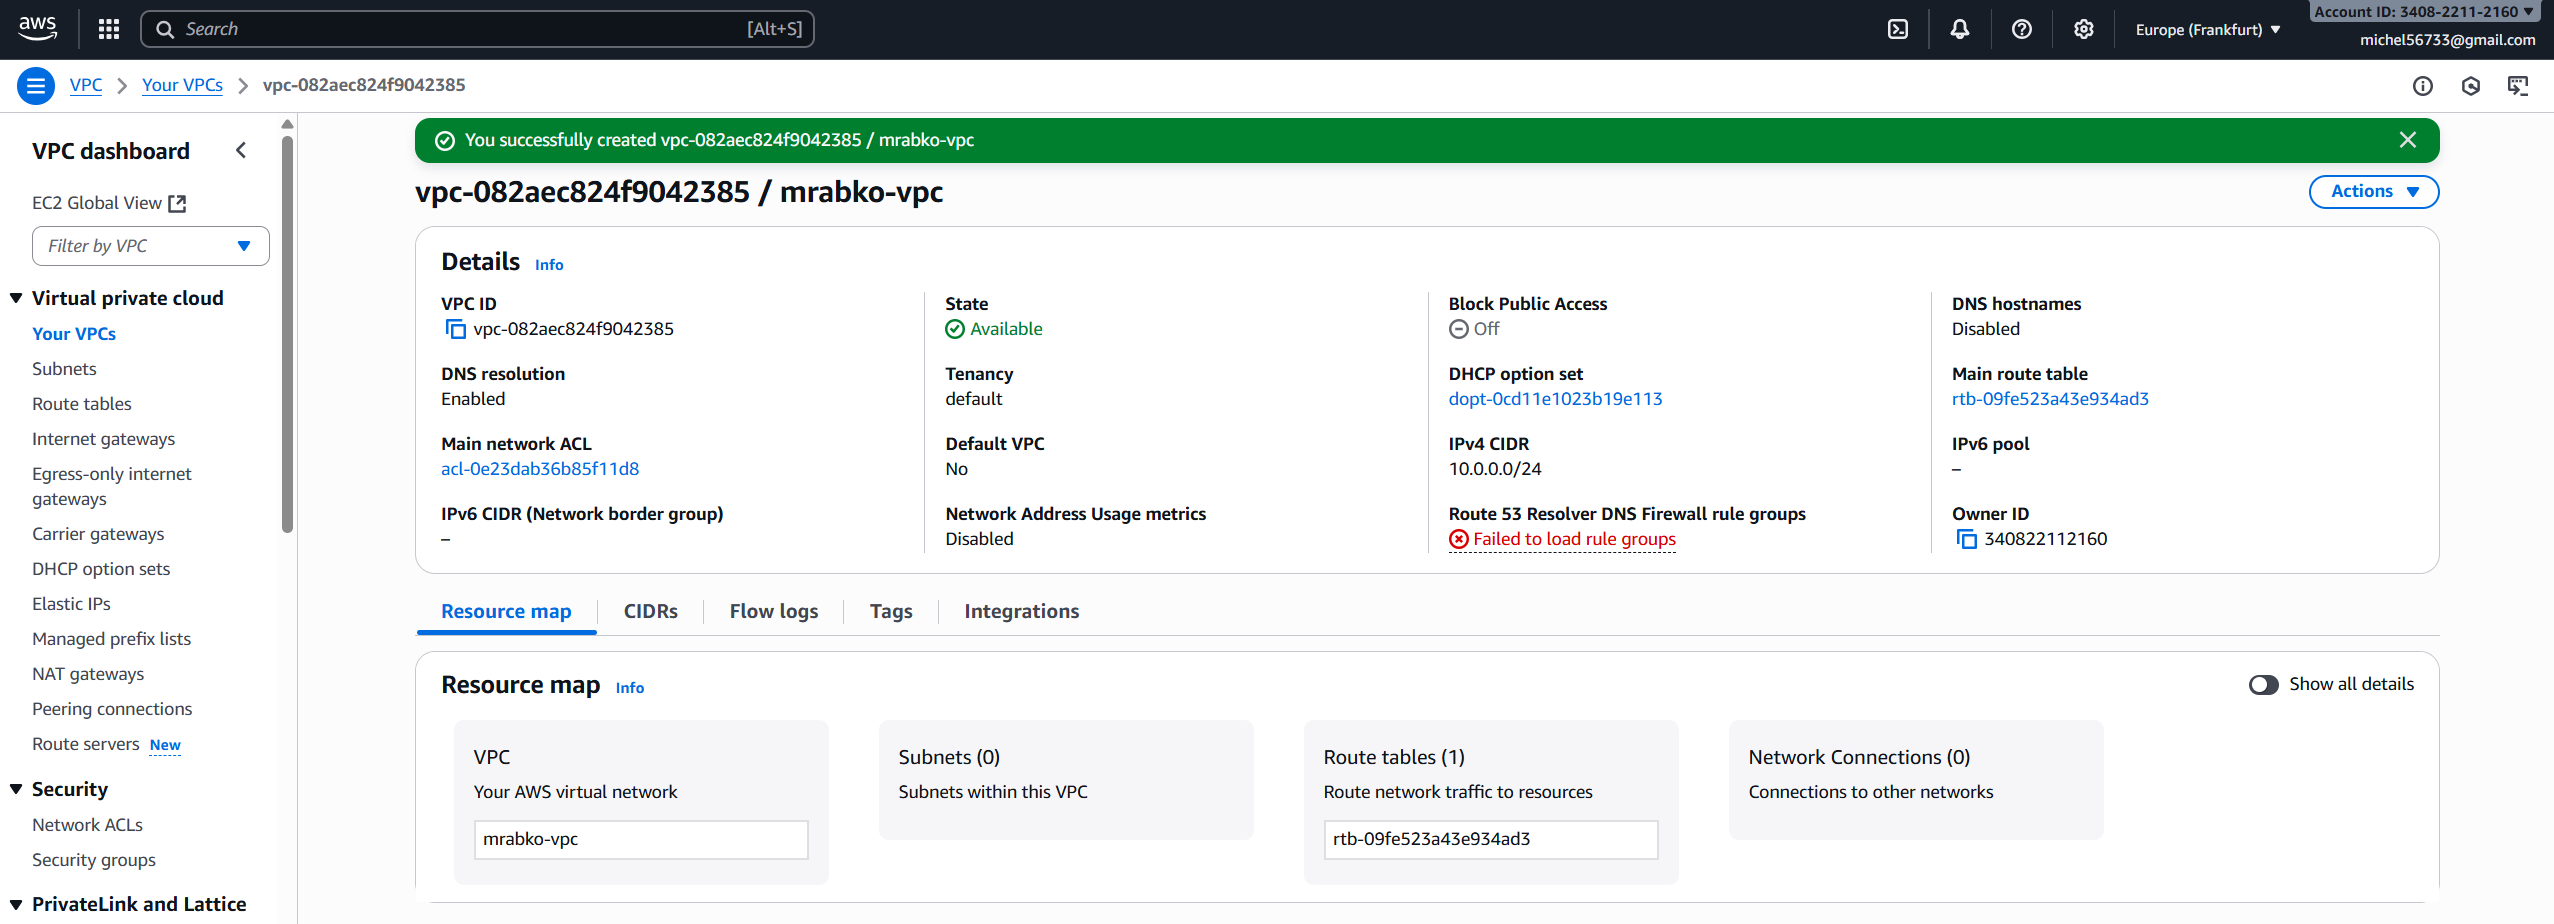 aws
Search [Alt+S]
Europe (Frankfurt)
Account ID: 3408-2211-2160
michel56733@gmail.com
VPC
Your VPCs
vpc-082aec824f9042385
VPC dashboard
EC2 Global View
Filter by VPC
Virtual private cloud
Your VPCs
Subnets
Route tables
Internet gateways
Egress-only internet
gateways
Carrier gateways
DHCP option sets
Elastic IPs
Managed prefix lists
NAT gateways
Peering connections
Route servers New
Security
Network ACLs
Security groups
PrivateLink and Lattice
You successfully created vpc-082aec824f9042385 / mrabko-vpc
vpc-082aec824f9042385 / mrabko-vpc
Actions
Details Info
VPC ID
vpc-082aec824f9042385
State
Available
Block Public Access
Off
DNS hostnames
Disabled
DNS resolution
Enabled
Tenancy
default
DHCP option set
dopt-0cd11e1023b19e113
Main route table
rtb-09fe523a43e934ad3
Main network ACL
acl-0e23dab36b85f11d8
Default VPC
No
IPv4 CIDR
10.0.0.0/24
IPv6 pool
–
IPv6 CIDR (Network border group)
–
Network Address Usage metrics
Disabled
Route 53 Resolver DNS Firewall rule groups
Failed to load rule groups
Owner ID
340822112160
Resource map
CIDRs
Flow logs
Tags
Integrations
Resource map Info
Show all details
VPC
Your AWS virtual network
mrabko-vpc
Subnets (0)
Subnets within this VPC
Route tables (1)
Route network traffic to resources
rtb-09fe523a43e934ad3
Network Connections (0)
Connections to other networks